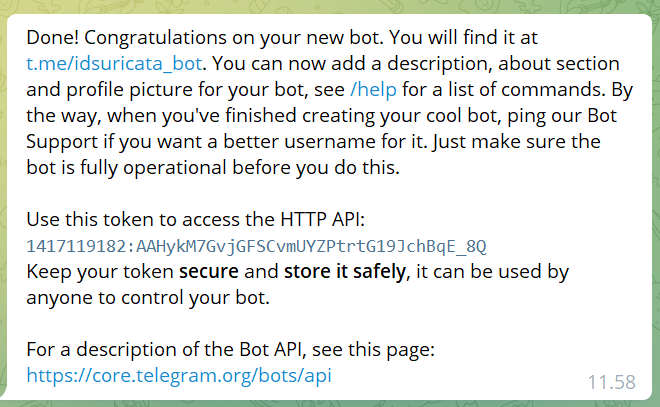 Done! Congratulations on your new bot. You will find it at
t.me/idsuricata_bot. You can now add a description, about section
and profile picture for your bot, see /help for a list of commands. By
the way, when you've finished creating your cool bot, ping our Bot
Support if you want a better username for it. Just make sure the
bot is fully operational before you do this.
Use this token to access the HTTP API:
1417119182:AAHykM7GvjGFSCvmUYZPtrtG19JchBqE_8Q
Keep your token secure and store it safely, it can be used by
anyone to control your bot.
For a description of the Bot API, see this page:
https://core.telegram.org/bots/api
11.58